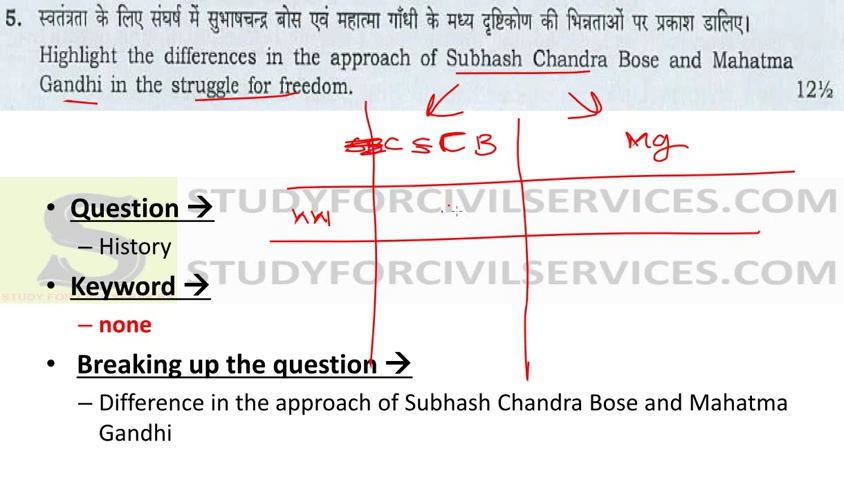 5. स्वतंत्रता के लिए संघर्ष में सुभाषचन्द्र बोस एवं महात्मा गाँधी के मध्य दृष्टिकोण की भिन्नताओं पर प्रकाश डालिए।
Highlight the differences in the approach of Subhash Chandra Bose and Mahatma
Gandhi in the struggle for freedom. 12½
C S C B Mg
STUDYFORCIVILSERVICES.COM
• Question →
– History
STUDYFORCIVILSERVICES.COM
• Keyword →
– none
• Breaking up the question →
– Difference in the approach of Subhash Chandra Bose and Mahatma
Gandhi